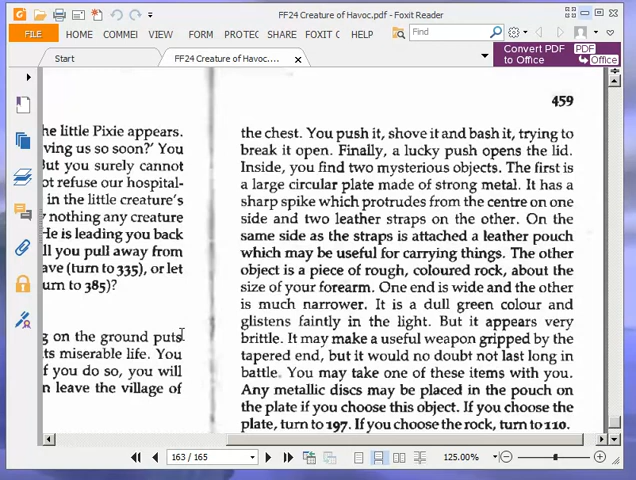 FF24 Creature of Havoc.pdf - Foxit Reader
FILE HOME COMME VIEW FORM PROTEC SHARE FOXIT C HELP Find
Start FF24 Creature of Havoc.... Convert PDF PDF
to Office Office
he little Pixie appears.
ving us so soon?' You
But you surely cannot
ot refuse our hospital-
in the little creature's
nothing any creature
He is leading you back
ll you pull away from
ave (turn to 335), or let
urn to 385)?
g on the ground puts
its miserable life. You
f you do so, you will
n leave the village of
459
the chest. You push it, shove it and bash it, trying to
break it open. Finally, a lucky push opens the lid.
Inside, you find two mysterious objects. The first is
a large circular plate made of strong metal. It has a
sharp spike which protrudes from the centre on one
side and two leather straps on the other. On the
same side as the straps is attached a leather pouch
which may be useful for carrying things. The other
object is a piece of rough, coloured rock, about the
size of your forearm. One end is wide and the other
is much narrower. It is a dull green colour and
glistens faintly in the light. But it appears very
brittle. It may make a useful weapon gripped by the
tapered end, but it would no doubt not last long in
battle. You may take one of these items with you.
Any metallic discs may be placed in the pouch on
the plate if you choose this object. If you choose the
plate, turn to 197. If you choose the rock, turn to 110.
163 / 165 125.00%